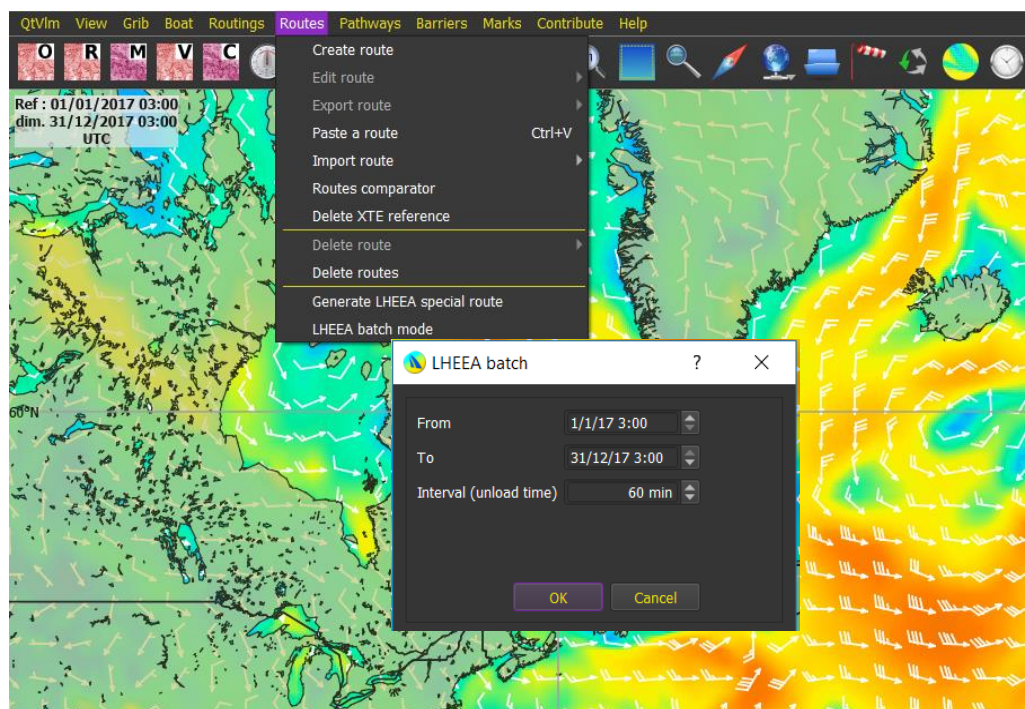 QtVlm View Grib Boat Routings Routes Pathways Barriers Marks Contribute Help
O R M V C
Ref : 01/01/2017 03:00
dim. 31/12/2017 03:00
UTC
Create route
Edit route
Export route
Paste a route Ctrl+V
Import route
Routes comparator
Delete XTE reference
Delete route
Delete routes
Generate LHEEA special route
LHEEA batch mode
LHEEA batch ?
From 1/1/17 3:00
To 31/12/17 3:00
Interval (unload time) 60 min
OK Cancel
60°N